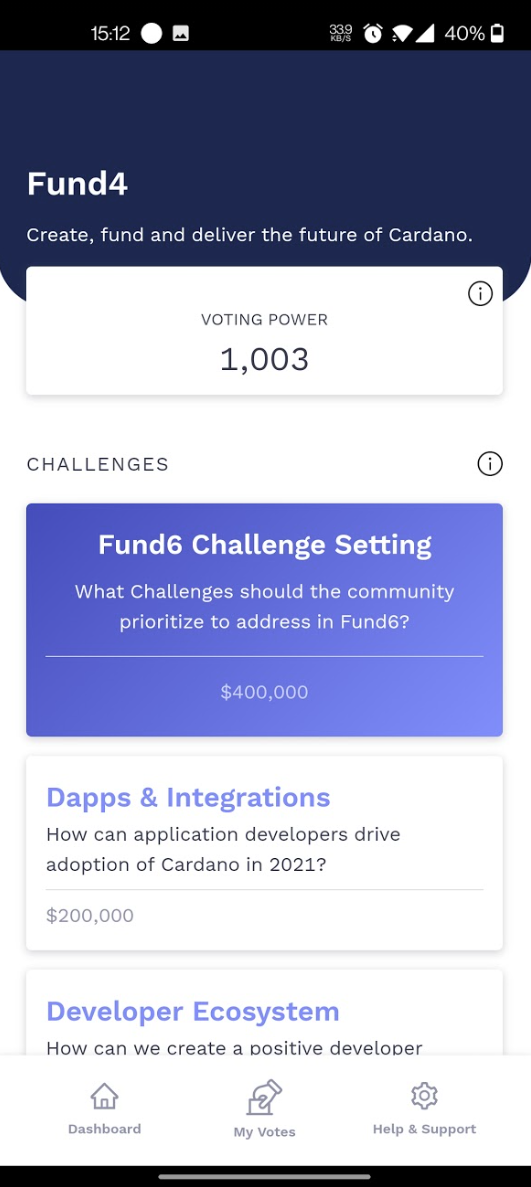 15:12
33.9
KB/S
40%
Fund4
Create, fund and deliver the future of Cardano.
VOTING POWER
1,003
CHALLENGES
Fund6 Challenge Setting
What Challenges should the community
prioritize to address in Fund6?
$400,000
Dapps & Integrations
How can application developers drive
adoption of Cardano in 2021?
$200,000
Developer Ecosystem
How can we create a positive developer
Dashboard
My Votes
Help & Support